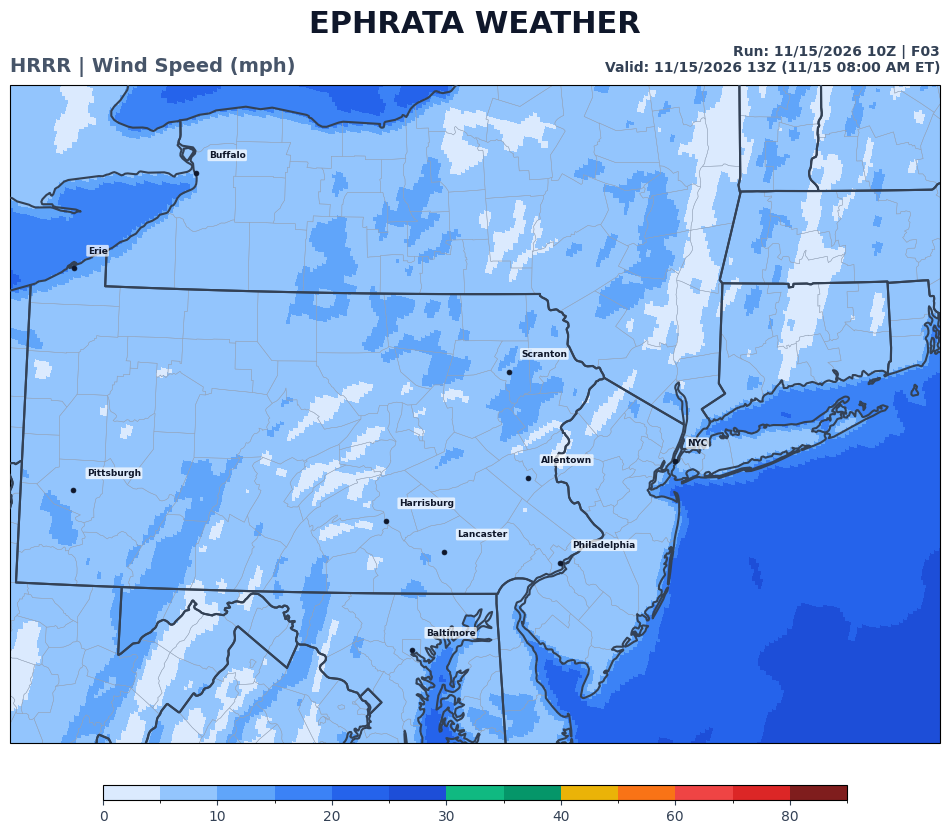 EPHRATA WEATHER
HRRR | Wind Speed (mph)
Run: 11/15/2026 10Z | F03
Valid: 11/15/2026 13Z (11/15 08:00 AM ET)
Buffalo
Erie
Scranton
NYC
Allentown
Pittsburgh
Harrisburg
Lancaster
Philadelphia
Baltimore
0 10 20 30 40 60 80